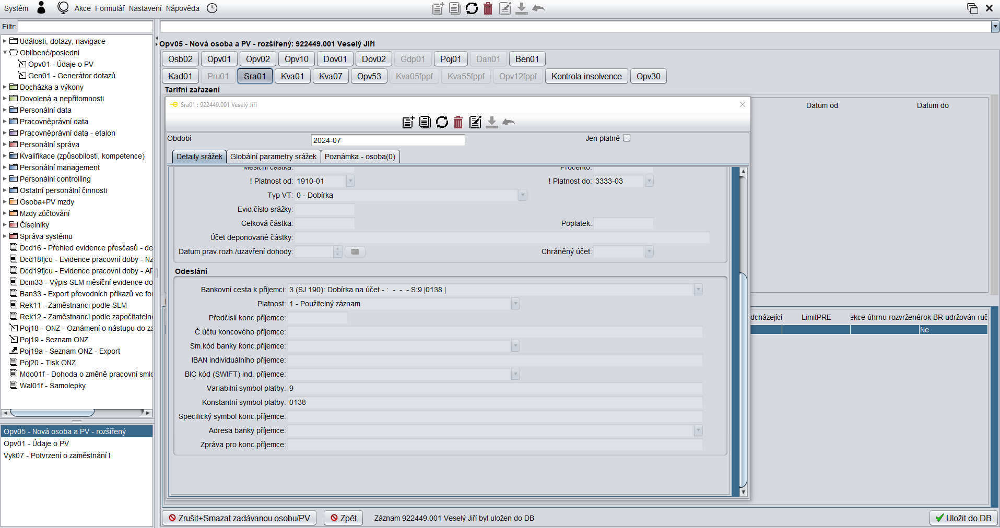 Systém Akce Formulář Nastavení Nápověda
Filtr:
Události, dotazy, navigace
Oblíbené/poslední
Opv01 - Údaje o PV
Gen01 - Generátor dotazů
Docházka a výkony
Dovolená a nepřítomnosti
Personální data
Pracovněprávní data
Pracovněprávní data - etalon
Personální správa
Kvalifikace (způsobilosti, kompetence)
Personální management
Personální controlling
Ostatní personální činnosti
Osoba+PV mzdy
Mzdy zúčtování
Číselníky
Správa systému
Dcd16 - Přehled evidence přesčasů - de
Dcd18fjcu - Evidence pracovní doby - NZ
Dcd19fjcu - Evidence pracovní doby - AF
Dcm33 - Výpis SLM měsíční evidence do
Ban33 - Export převodních příkazů ve for
Rek11 - Zaměstnanci podle SLM
Rek12 - Zaměstnanci podle započitateln
Poj18 - ONZ - Oznámení o nástupu do za
Poj19 - Seznam ONZ
Poj19a - Seznam ONZ - Export
Poj20 - Tisk ONZ
Mdo01f - Dohoda o změně pracovní smlo
Wal01f - Samolepky
Opv05 - Nová osoba a PV - rozšířený
Opv01 - Údaje o PV
Vyk07 - Potvrzení o zaměstnání I
Opv05 - Nová osoba a PV - rozšířený: 922449.001 Veselý Jiří
Osb02 Opv01 Opv02 Opv10 Dov01 Dov02 Gdp01 Poj01 Dan01 Ben01
Kad01 Pru01 Sra01 Kva01 Kva07 Opv53 Kva05fppf Kva55fppf Opv12fppf Kontrola insolvence Opv30
Tarifní zařazení
Datum od Datum do
Sra01 : 922449.001 Veselý Jiří
Období 2024-07 Jen platné
Detaily srážek Globální parametry srážek Poznámka - osoba(0)
Měsíční částka: Procento:
! Platnost od: 1910-01 ! Platnost do: 3333-03
Typ VT: 0 - Dobírka
Evid.číslo srážky:
Celková částka: Poplatek:
Účet deponované částky:
Datum prav.rozh./uzavření dohody: Chráněný účet:
Odeslání
Bankovní cesta k příjemci: 3 (SJ 190): Dobírka na účet - : - - - S:9 |0138 |
Platnost: 1 - Použitelný záznam
Předčíslí konc.příjemce:
Č.účtu koncového příjemce:
Sm.kód banky konc.příjemce:
IBAN individuálního příjemce:
BIC kód (SWIFT) ind. příjemce:
Variabilní symbol platby: 9
Konstantní symbol platby: 0138
Specifický symbol konc.příjemce:
Adresa banky příjemce:
Zpráva pro konc.příjemce:
dcházející LimitPRE ekce úhrnu rozvržené rok BR udržován ruč
Ne
Zrušit+Smazat zadávanou osobu/PV Zpět Záznam 922449.001 Veselý Jiří byl uložen do DB Uložit do DB